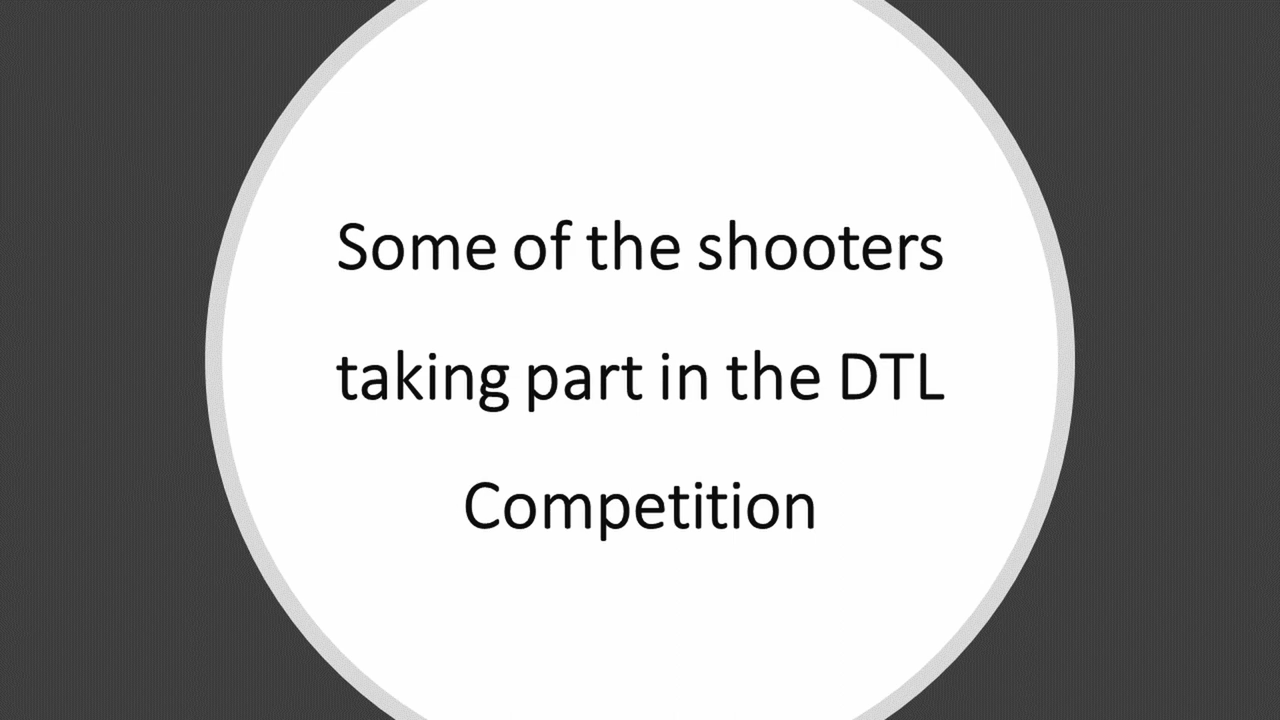 Some of the shooters
taking part in the DTL
Competition